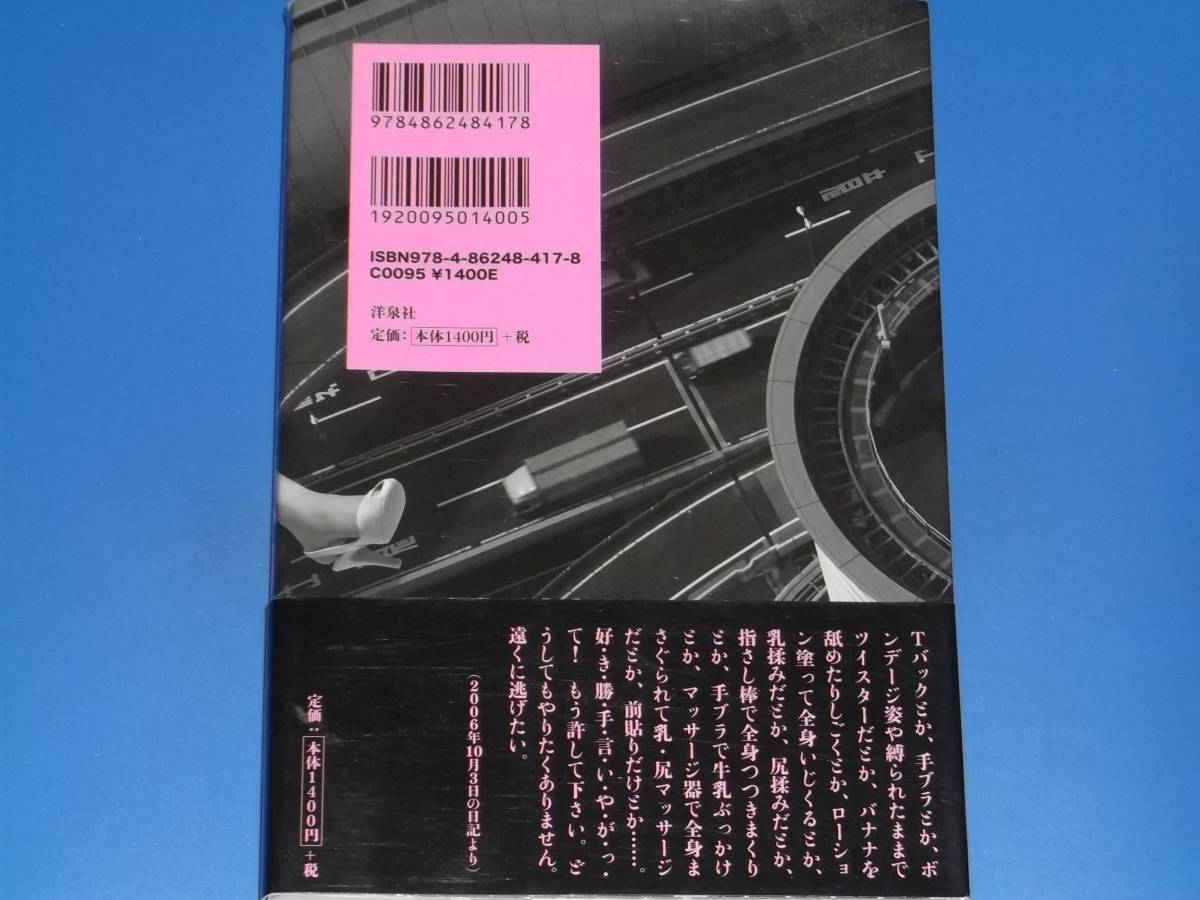 9784862484178
1920095014005
ISBN978-4-86248-417-8
C0095 ¥1400E
洋泉社
定価: 本体1400円 +税
Tバックとか、手ブラとか、ボ
ンデージ姿や縛られたままで
ツイスターだとか、バナナを
舐めたりしごくとか、ローショ
ン塗って全身いじくるとか、
乳揉みだとか、尻揉みだとか、
指さし棒で全身つつきまくり
とか、手ブラで牛乳ぶっかけ
とか、マッサージ器で全身ま
さぐられて乳・尻マッサージ
だとか、前貼りだけとか……。
好・き・勝・手・言・い・や・が・っ・
て! もう許して下さい。ど
うしてもやりたくありません。
遠くに逃げたい。
(2006年10月3日の日記より)
定価: 本体1400円 +税